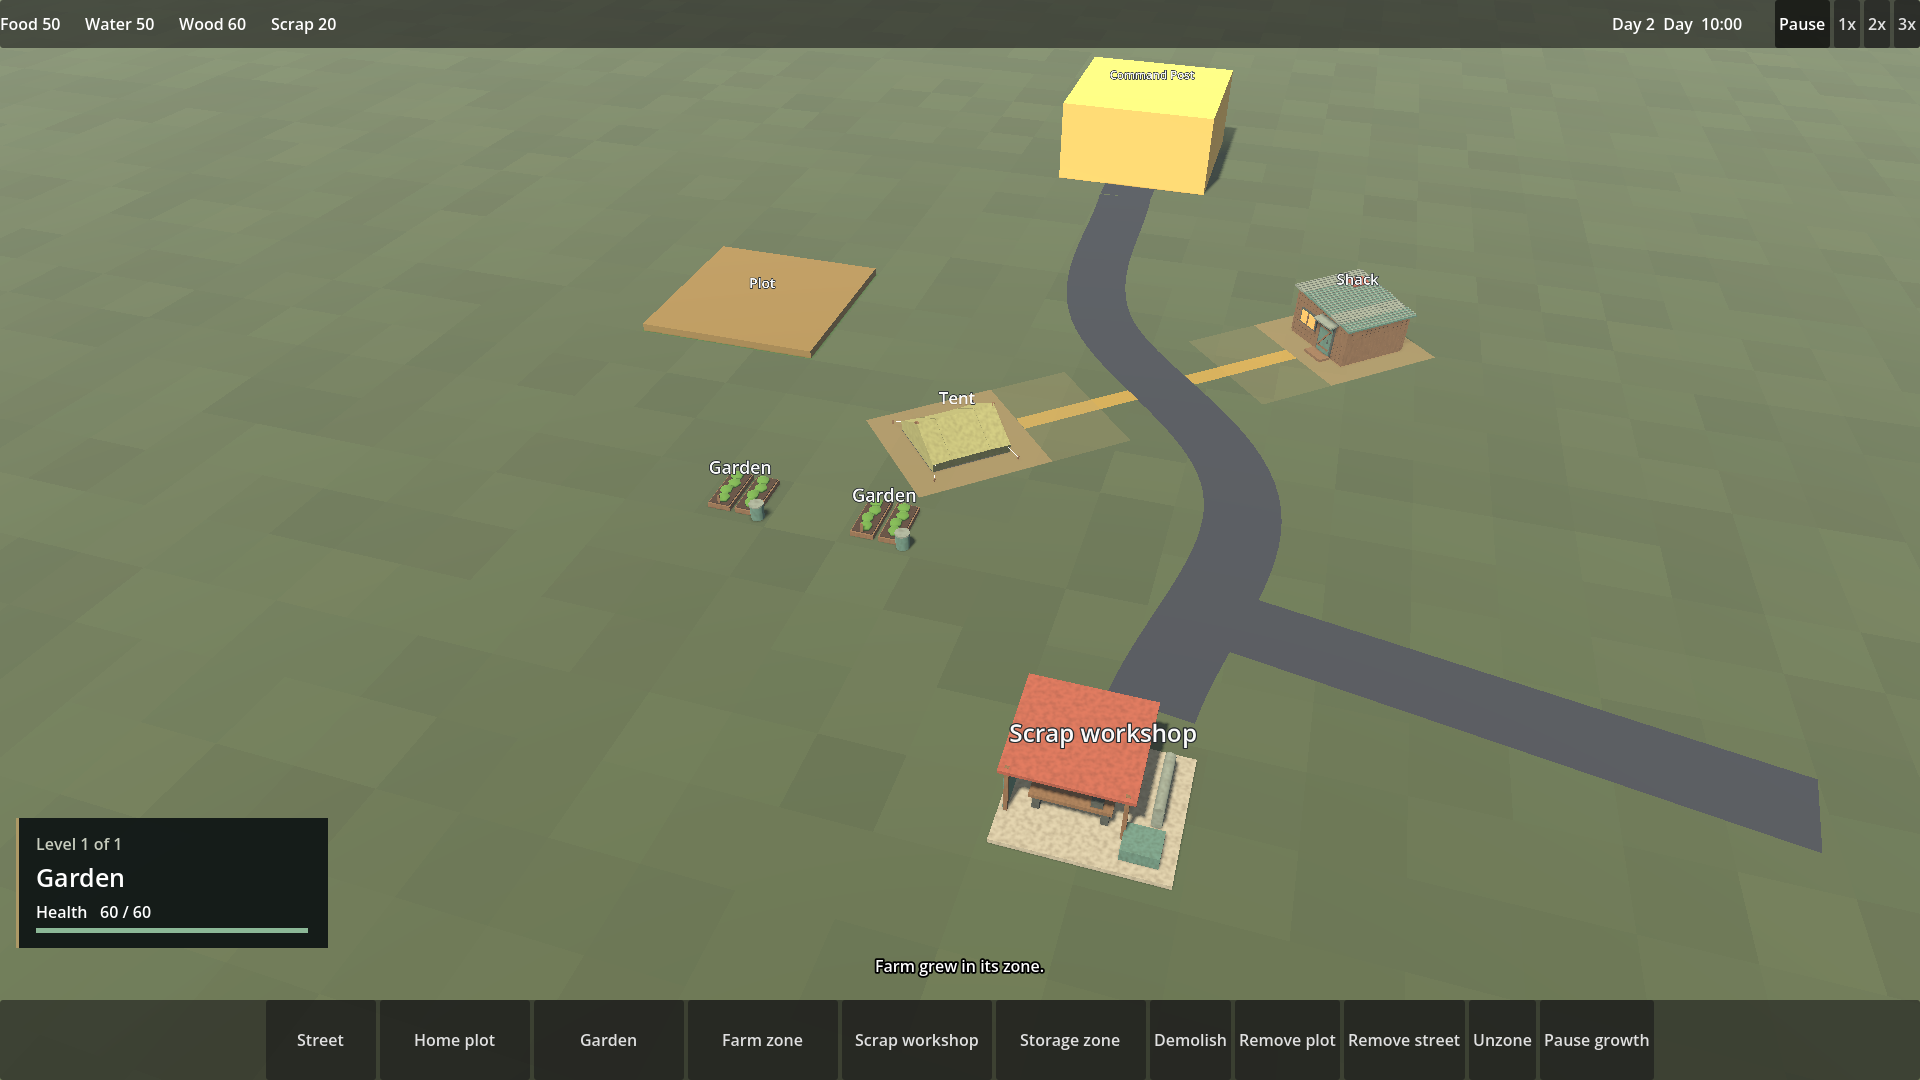 Food 50 Water 50 Wood 60 Scrap 20 Day 2 Day 10:00 Pause 1x 2x 3x
Command Post
Plot
Shack
Tent
Garden
Garden
Scrap workshop
Level 1 of 1
Garden
Health 60 / 60
Farm grew in its zone.
Street Home plot Garden Farm zone Scrap workshop Storage zone Demolish Remove plot Remove street Unzone Pause growth